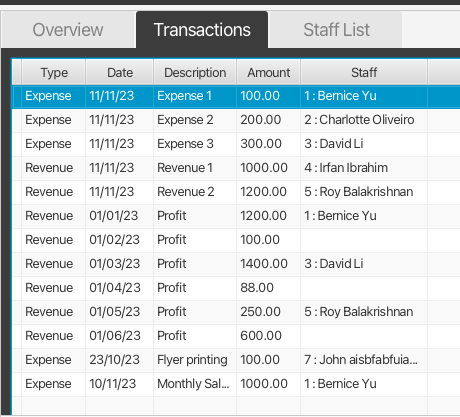 Overview Transactions Staff List
Type Date Description Amount Staff
Expense 11/11/23 Expense 1 100.00 1 : Bernice Yu
Expense 11/11/23 Expense 2 200.00 2 : Charlotte Oliveiro
Expense 11/11/23 Expense 3 300.00 3 : David Li
Revenue 11/11/23 Revenue 1 1000.00 4 : Irfan Ibrahim
Revenue 11/11/23 Revenue 2 1200.00 5 : Roy Balakrishnan
Revenue 01/01/23 Profit 1200.00 1 : Bernice Yu
Revenue 01/02/23 Profit 100.00
Revenue 01/03/23 Profit 1400.00 3 : David Li
Revenue 01/04/23 Profit 88.00
Revenue 01/05/23 Profit 250.00 5 : Roy Balakrishnan
Revenue 01/06/23 Profit 600.00
Expense 23/10/23 Flyer printing 100.00 7 : John aisbfabfuia...
Expense 10/11/23 Monthly Sal... 1000.00 1 : Bernice Yu